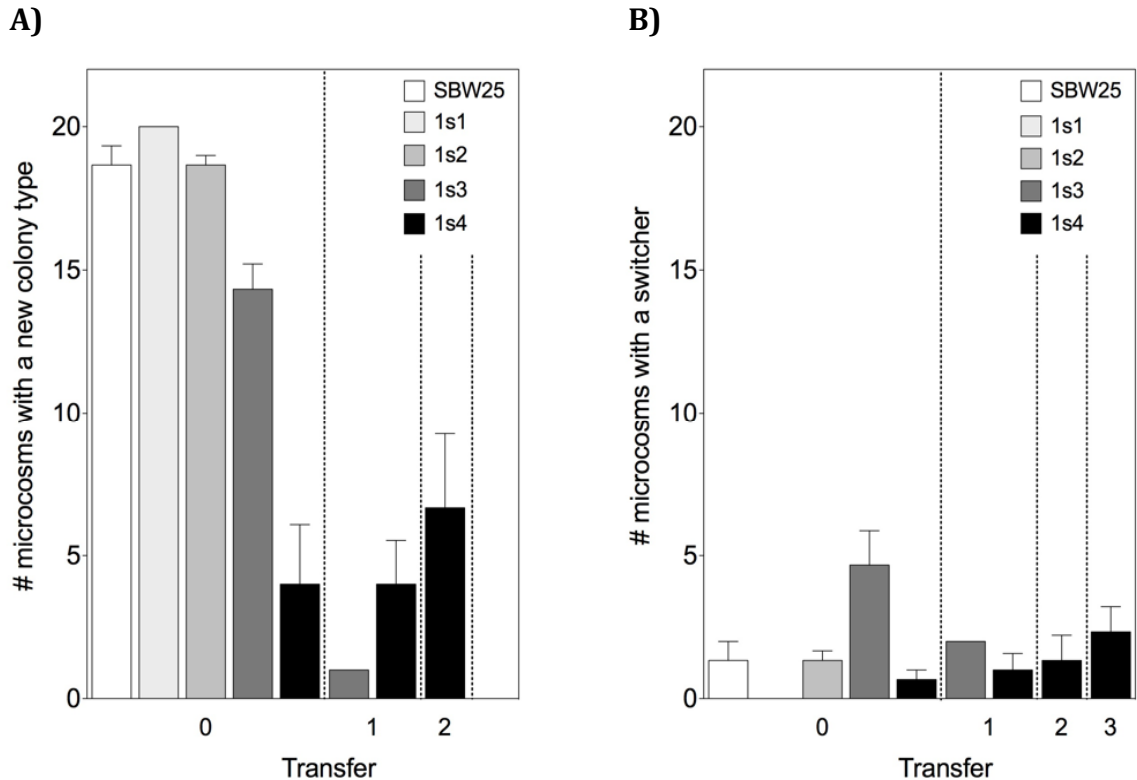 A)
# microcosms with a new colony type
20
15
10
5
0
SBW25
1s1
1s2
1s3
1s4
0 1 2
Transfer
B)
# microcosms with a switcher
20
15
10
5
0
SBW25
1s1
1s2
1s3
1s4
0 1 2 3
Transfer